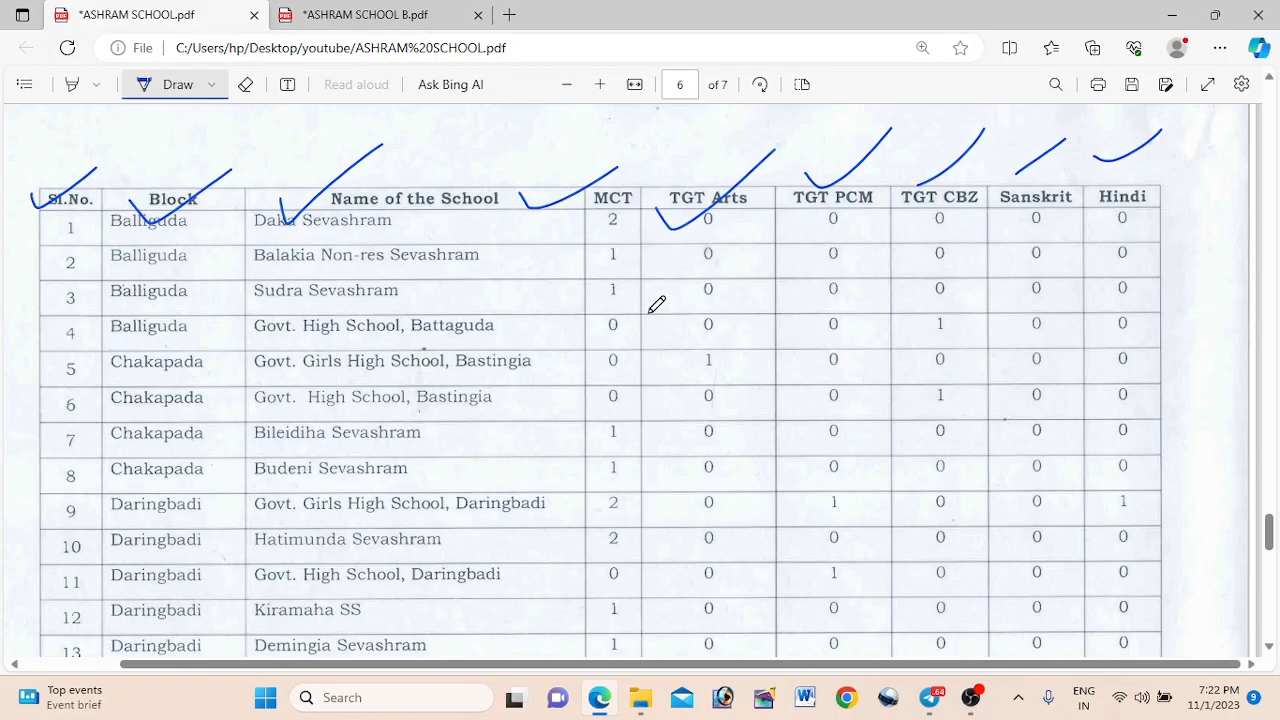 *ASHRAM SCHOOL.pdf
*ASHRAM SCHOOL B.pdf
File C:/Users/hp/Desktop/youtube/ASHRAM%20SCHOOL.pdf
Draw Read aloud Ask Bing AI 6 of 7
Sl.No. Block Name of the School MCT TGT Arts TGT PCM TGT CBZ Sanskrit Hindi
1 Balliguda Daka Sevashram 2 0 0 0 0 0
2 Balliguda Balakia Non-res Sevashram 1 0 0 0 0 0
3 Balliguda Sudra Sevashram 1 0 0 0 0 0
4 Balliguda Govt. High School, Battaguda 0 0 0 1 0 0
5 Chakapada Govt. Girls High School, Bastingia 0 1 0 0 0 0
6 Chakapada Govt. High School, Bastingia 0 0 0 1 0 0
7 Chakapada Bileidiha Sevashram 1 0 0 0 0 0
8 Chakapada Budeni Sevashram 1 0 0 0 0 0
9 Daringbadi Govt. Girls High School, Daringbadi 2 0 1 0 0 1
10 Daringbadi Hatimunda Sevashram 2 0 0 0 0 0
11 Daringbadi Govt. High School, Daringbadi 0 0 1 0 0 0
12 Daringbadi Kiramaha SS 1 0 0 0 0 0
13 Daringbadi Demingia Sevashram 1 0 0 0 0 0
Top events
Event brief
Search
64
ENG
IN
7:22 PM
11/1/2023
9